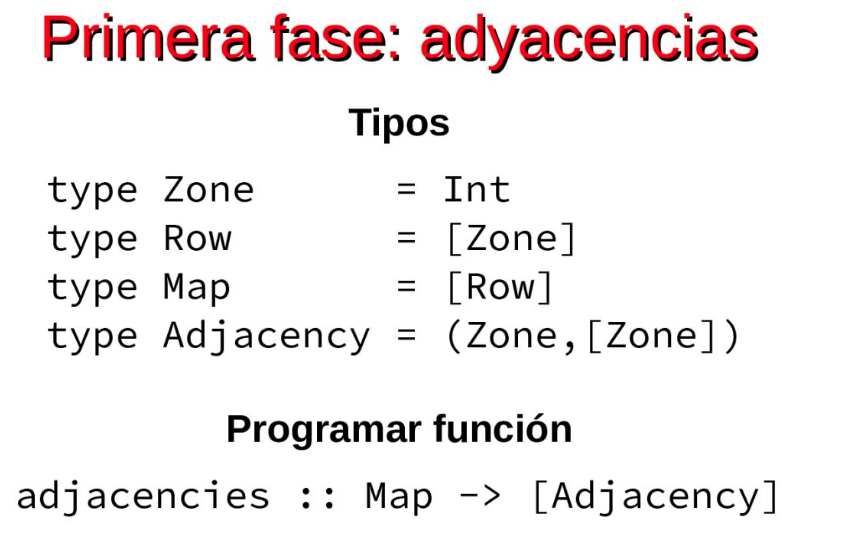 Primera fase: adyacencias
Tipos
type Zone = Int
type Row = [Zone]
type Map = [Row]
type Adjacency = (Zone,[Zone])
Programar función
adjacencies :: Map -> [Adjacency]